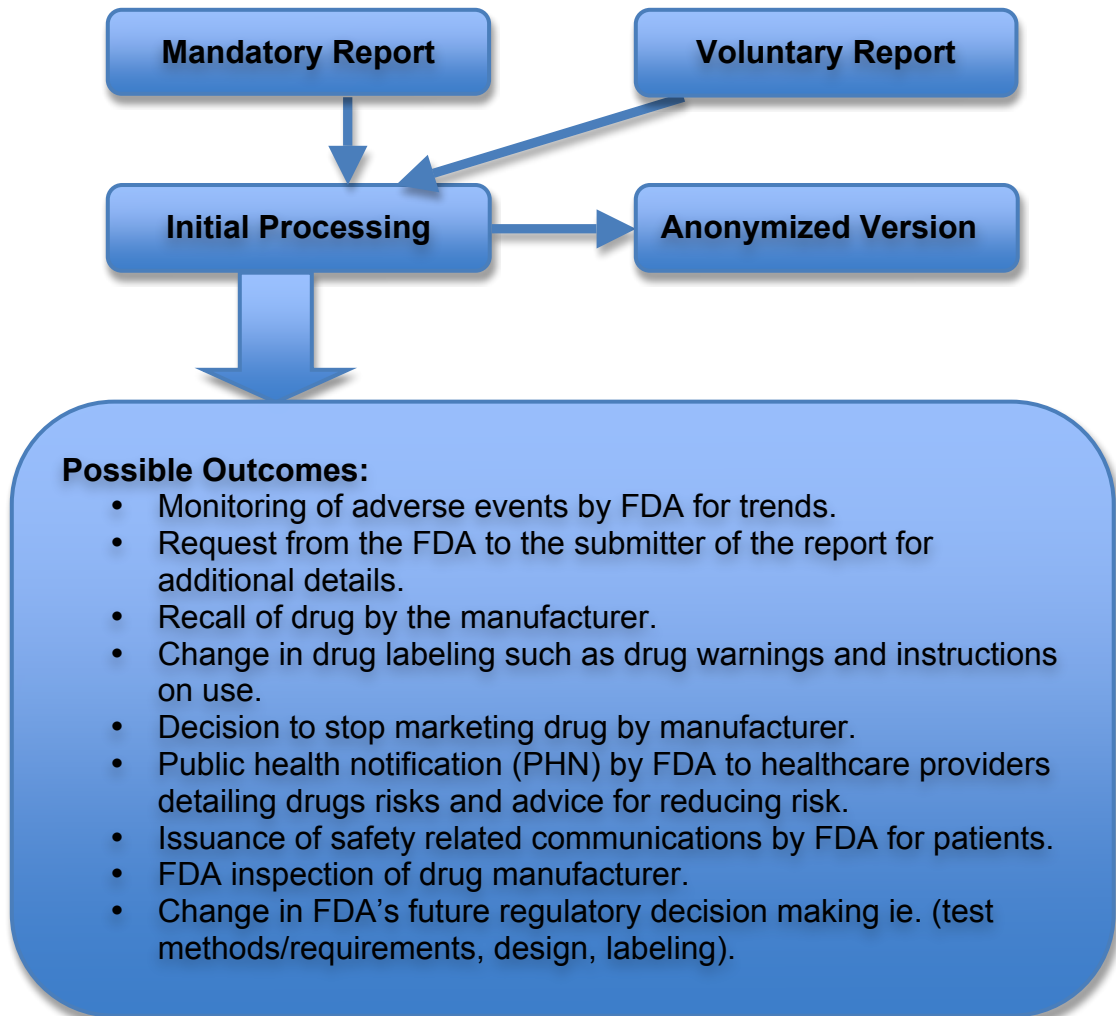 Mandatory Report
Voluntary Report
Initial Processing
Anonymized Version
Possible Outcomes:
• Monitoring of adverse events by FDA for trends.
• Request from the FDA to the submitter of the report for
additional details.
• Recall of drug by the manufacturer.
• Change in drug labeling such as drug warnings and instructions
on use.
• Decision to stop marketing drug by manufacturer.
• Public health notification (PHN) by FDA to healthcare providers
detailing drugs risks and advice for reducing risk.
• Issuance of safety related communications by FDA for patients.
• FDA inspection of drug manufacturer.
• Change in FDA’s future regulatory decision making ie. (test
methods/requirements, design, labeling).